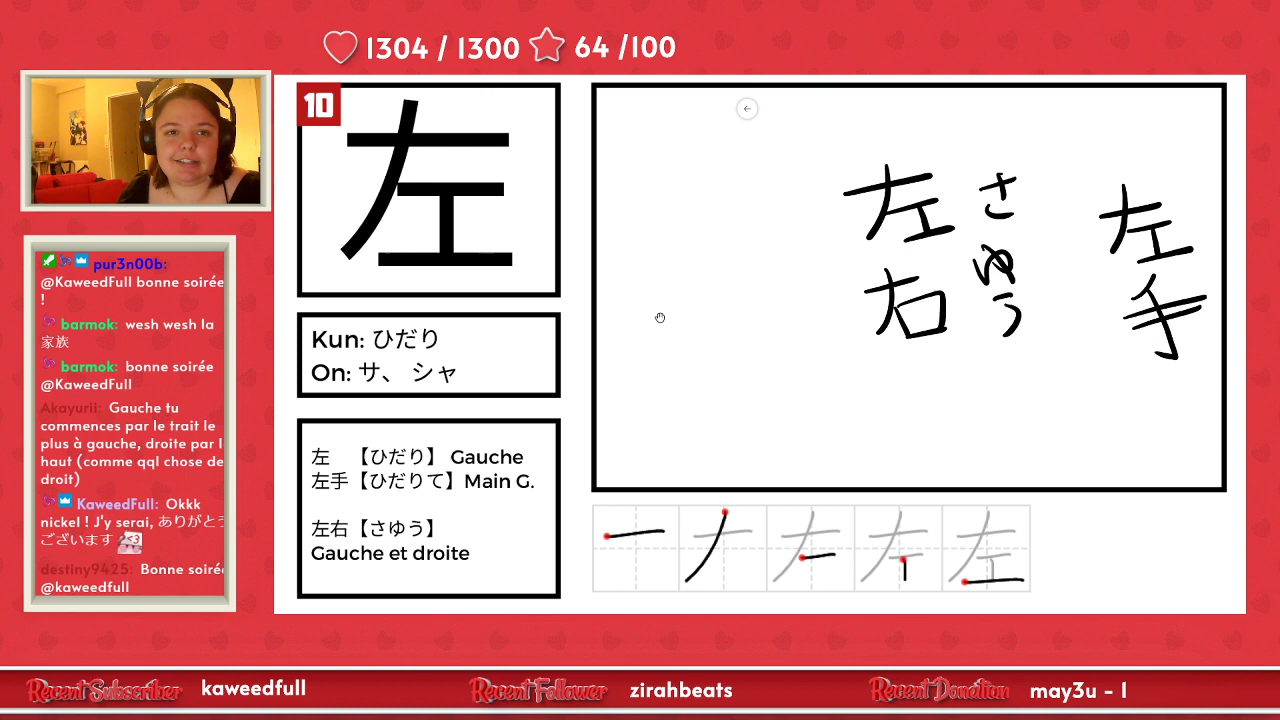 1304 / 1300
64 /100
10
左
Kun: ひだり
On: サ、 シャ
左 【ひだり】 Gauche
左手【ひだりて】Main G.
左右【さゆう】
Gauche et droite
左右
さゆう
左手
pur3n00b:
@KaweedFull bonne soirée
!
barmok: wesh wesh la
家族
barmok: bonne soirée
@KaweedFull
Akayurii: Gauche tu
commences par le trait le
plus à gauche, droite par l
haut (comme qql chose de
droit)
KaweedFull: Okkk
nickel ! J'y serai, ありがとう
ございます
destiny9425: Bonne soiré
@kaweedfull
Recent Subscriber kaweedfull
Recent Follower zirahbeats
Recent Donation may3u - 1